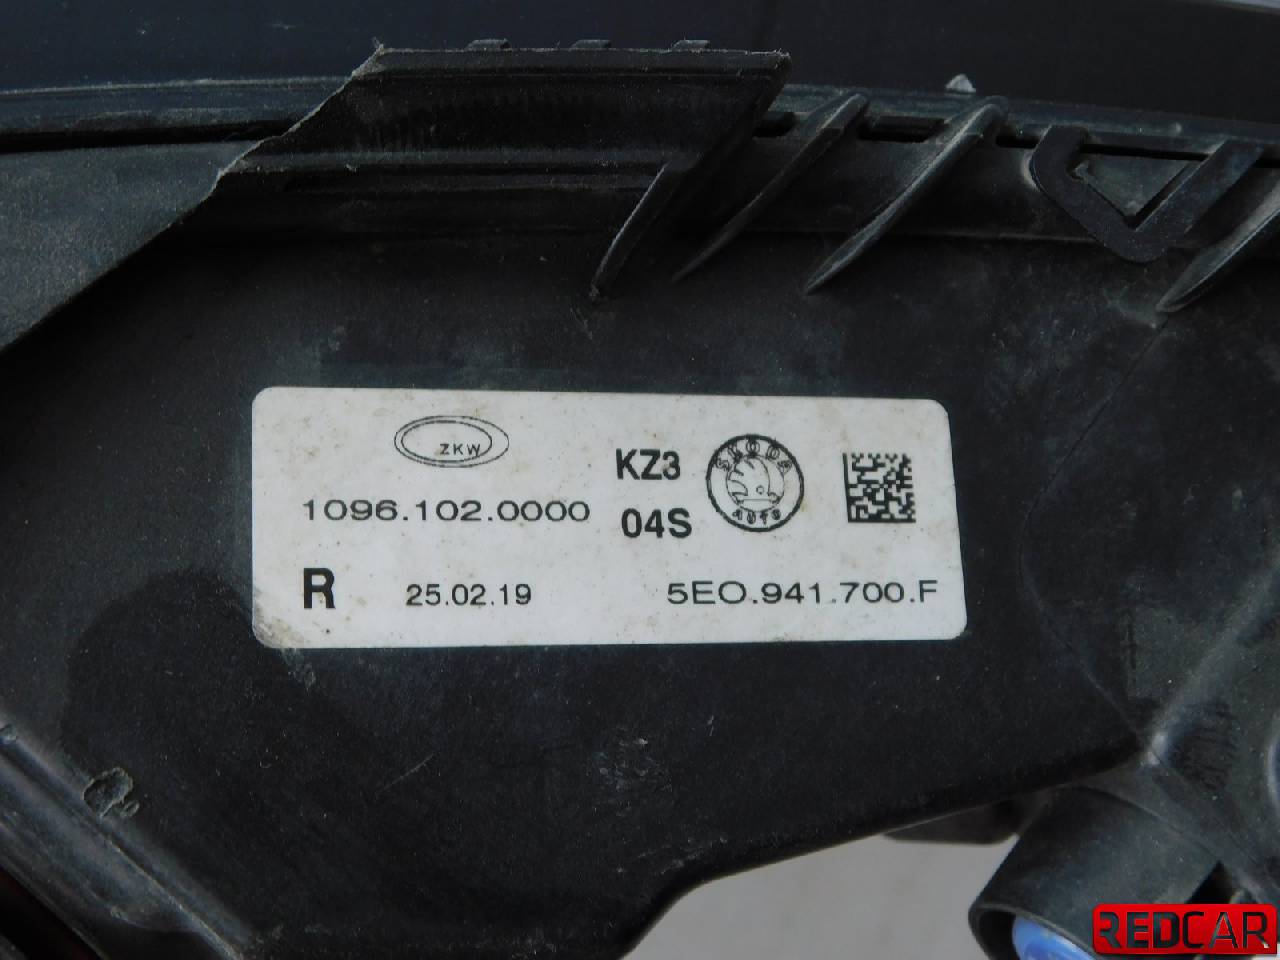 ZKW
KZ3
SKODA
AUTO
1096.102.0000
04S
R
25.02.19
5EO.941.700.F
REDCAR